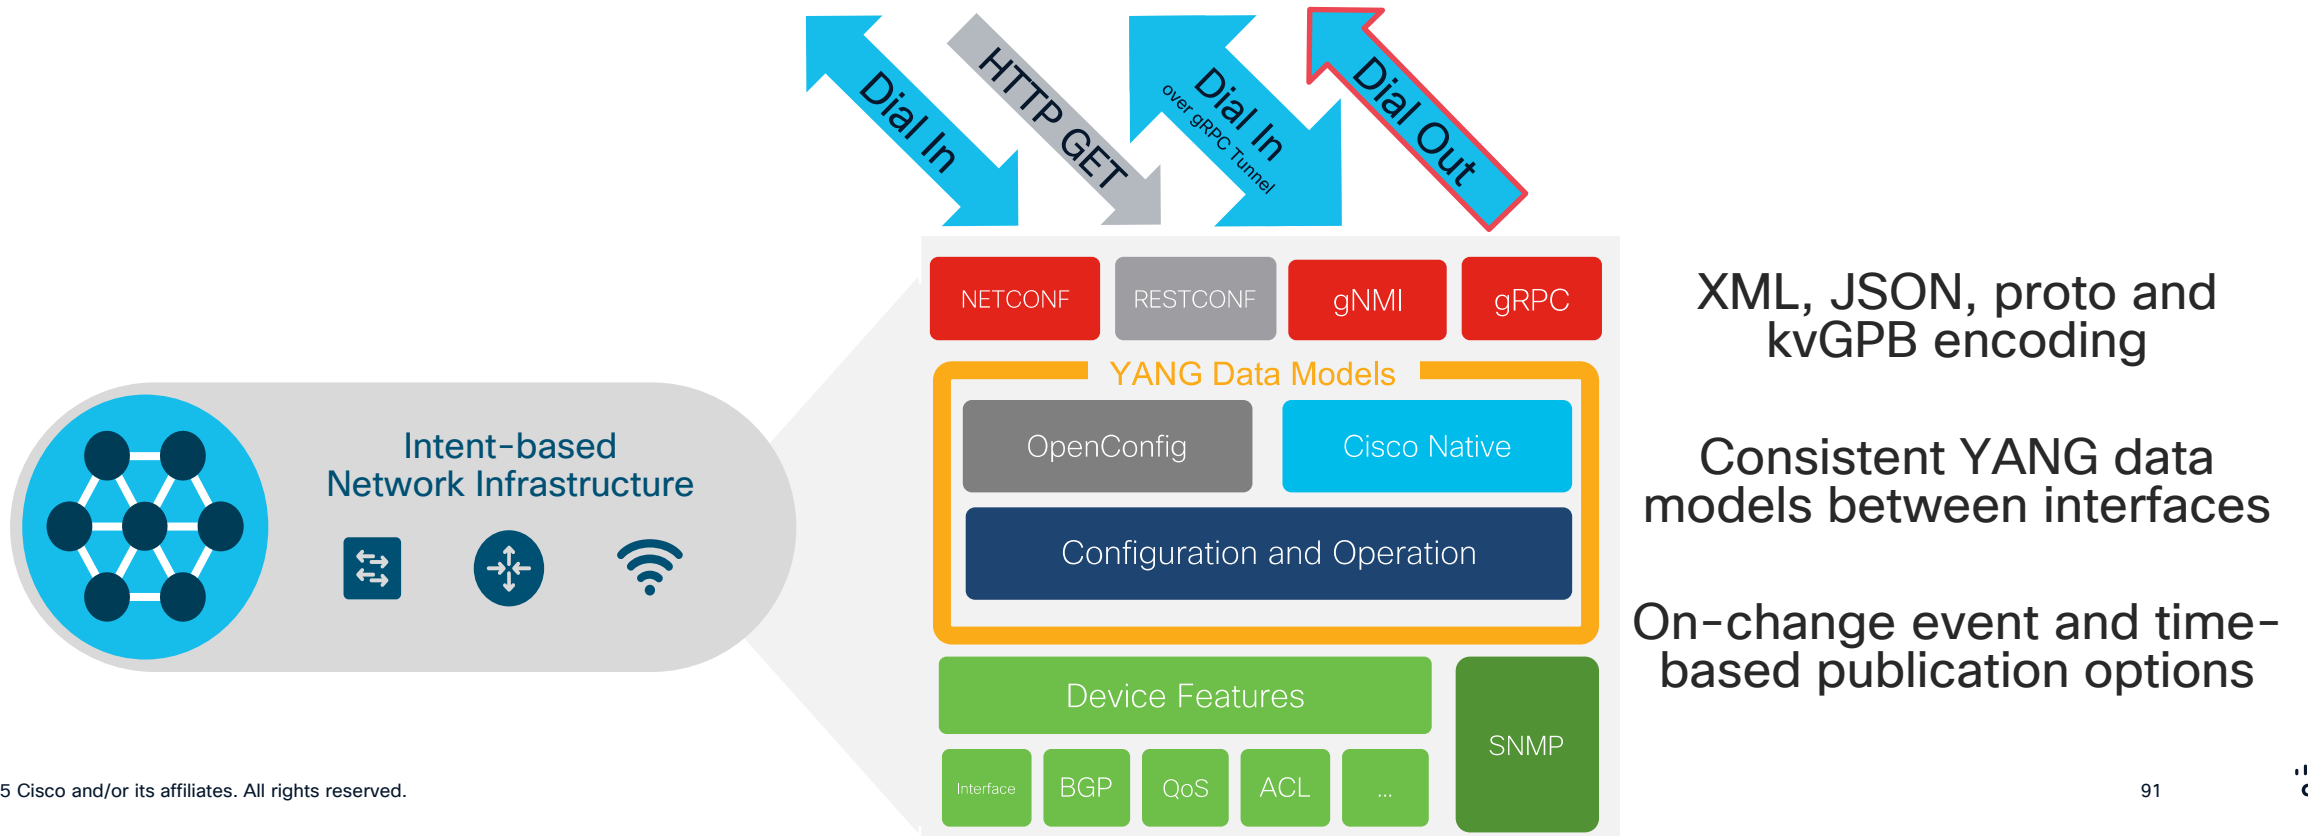 Dial In
HTTP GET
Dial In
over gRPC Tunnel
Dial Out
NETCONF
RESTCONF
gNMI
gRPC
YANG Data Models
OpenConfig
Cisco Native
Configuration and Operation
Device Features
SNMP
Interface
BGP
QoS
ACL
...
Intent-based
Network Infrastructure
XML, JSON, proto and
kvGPB encoding
Consistent YANG data
models between interfaces
On-change event and time-
based publication options
5 Cisco and/or its affiliates. All rights reserved.
91